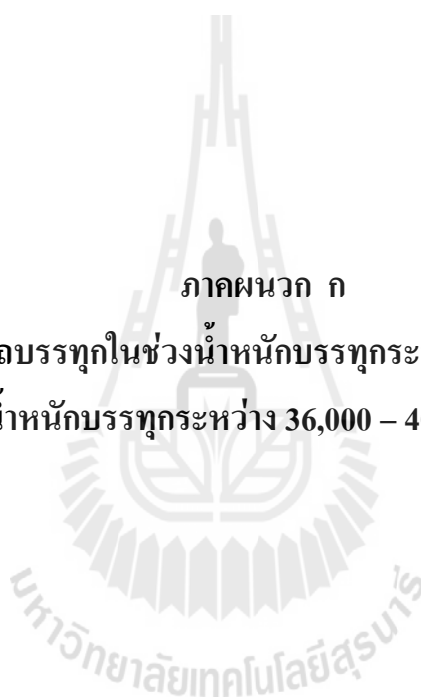 ภาคผนวก ก
บรรทุกในช่วงน้ำหนักบรรทุกระ
น้ำหนักบรรทุกระหว่าง 36,000 – 4
มหาวิทยาลัยเทคโนโลยีสุรนารี